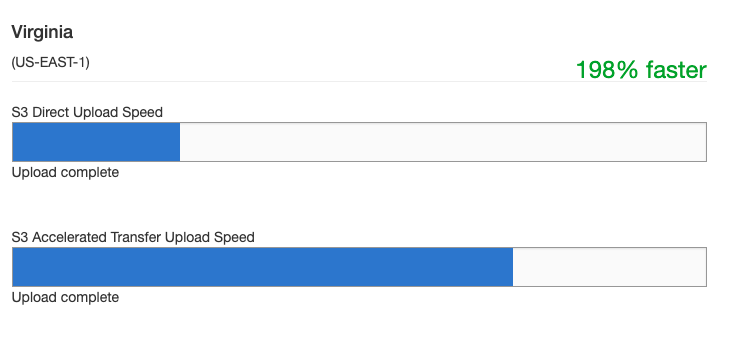 Virginia
(US-EAST-1)
198% faster
S3 Direct Upload Speed
Upload complete
S3 Accelerated Transfer Upload Speed
Upload complete